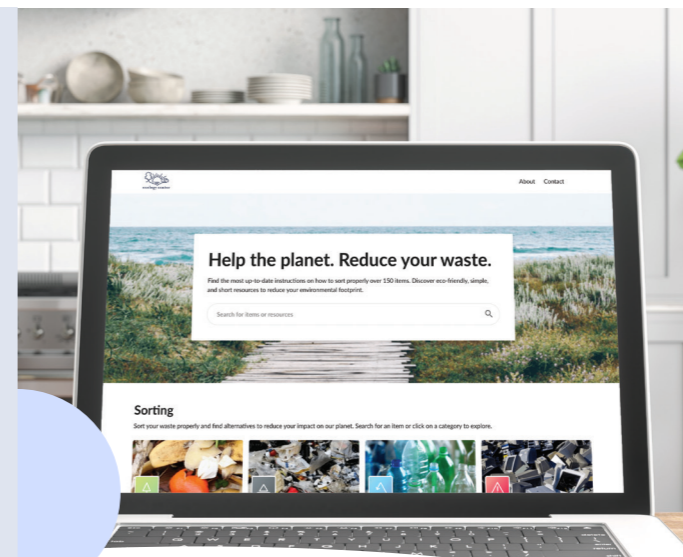 ecology center
About Contact
Help the planet. Reduce your waste.
Find the most up-to-date instructions on how to sort properly over 150 items. Discover eco-friendly, simple,
and short resources to reduce your environmental footprint.
Search for items or resources
Sorting
Sort your waste properly and find alternatives to reduce your impact on our planet. Search for an item or click on a category to explore.